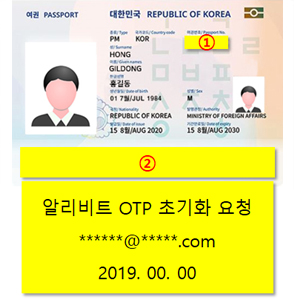 여권 PASSPORT
대한민국 REPUBLIC OF KOREA
종류/Type 국가코드/Country code 여권번호/Passport No.
PM KOR ①
성/Surname
HONG
이름/Given names
GILDONG
한글성명
홍길동
생년월일/Date of birth
01 7월/JUL 1984
성별/Sex
M
국적/Nationality
REPUBLIC OF KOREA
발행관청/Authority
MINISTRY OF FOREIGN AFFAIRS
발급일/Date of issue
15 8월/AUG 2020
기간만료일/Date of expiry
15 8월/AUG 2030
②
알리비트 OTP 초기화 요청
******@*****.com
2019. 00. 00